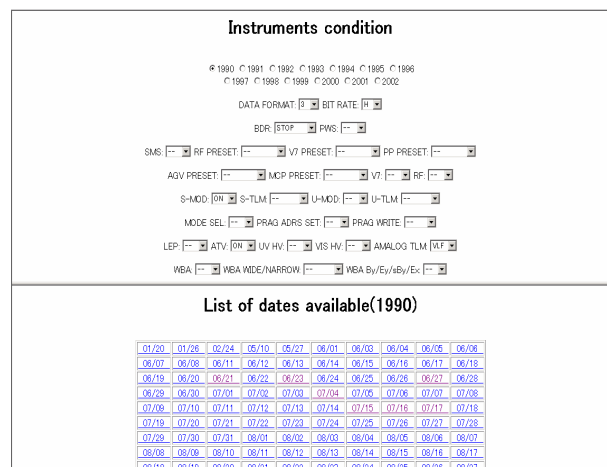 Instruments condition
1990 1991 1992 1993 1994 1995 1996
1997 1998 1999 2000 2001 2002
DATA FORMAT: 3 BIT RATE: H
BDR: STOP PWS: --
SMS: -- RF PRESET: -- V7 PRESET: -- PP PRESET: --
AGV PRESET: -- MCP PRESET: -- V7: -- RF: --
S-MOD: ON S-TLM: -- U-MOD: -- U-TLM: --
MODE SEL: -- PRAG ADRS SET: -- PRAG WRITE: --
LEP: -- ATV: ON UV HV: -- VIS HV: -- AMALOG TLM: VLF
WBA: -- WBA WIDE/NARROW: -- WBA By/Ey/sBy/Ex: --
List of dates available(1990)
01/20 01/26 02/24 05/10 05/27 06/01 06/03 06/04 06/05 06/06
06/07 06/08 06/11 06/12 06/13 06/14 06/15 06/16 06/17 06/18
06/19 06/20 06/21 06/22 06/23 06/24 06/25 06/26 06/27 06/28
06/29 06/30 07/01 07/02 07/03 07/04 07/05 07/06 07/07 07/08
07/09 07/10 07/11 07/12 07/13 07/14 07/15 07/16 07/17 07/18
07/19 07/20 07/21 07/22 07/23 07/24 07/25 07/26 07/27 07/28
07/29 07/30 07/31 08/01 08/02 08/03 08/04 08/05 08/06 08/07
08/08 08/09 08/10 08/11 08/12 08/13 08/14 08/15 08/16 08/17